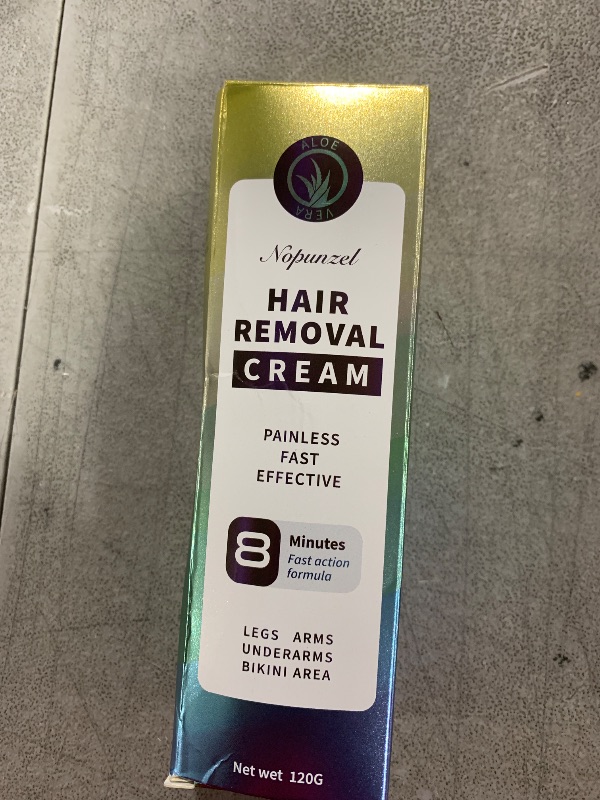 ALOE
VERA
Nopunzel
HAIR
REMOVAL
CREAM
PAINLESS
FAST
EFFECTIVE
8 Minutes
Fast action
formula
LEGS ARMS
UNDERARMS
BIKINI AREA
Net wet 120G